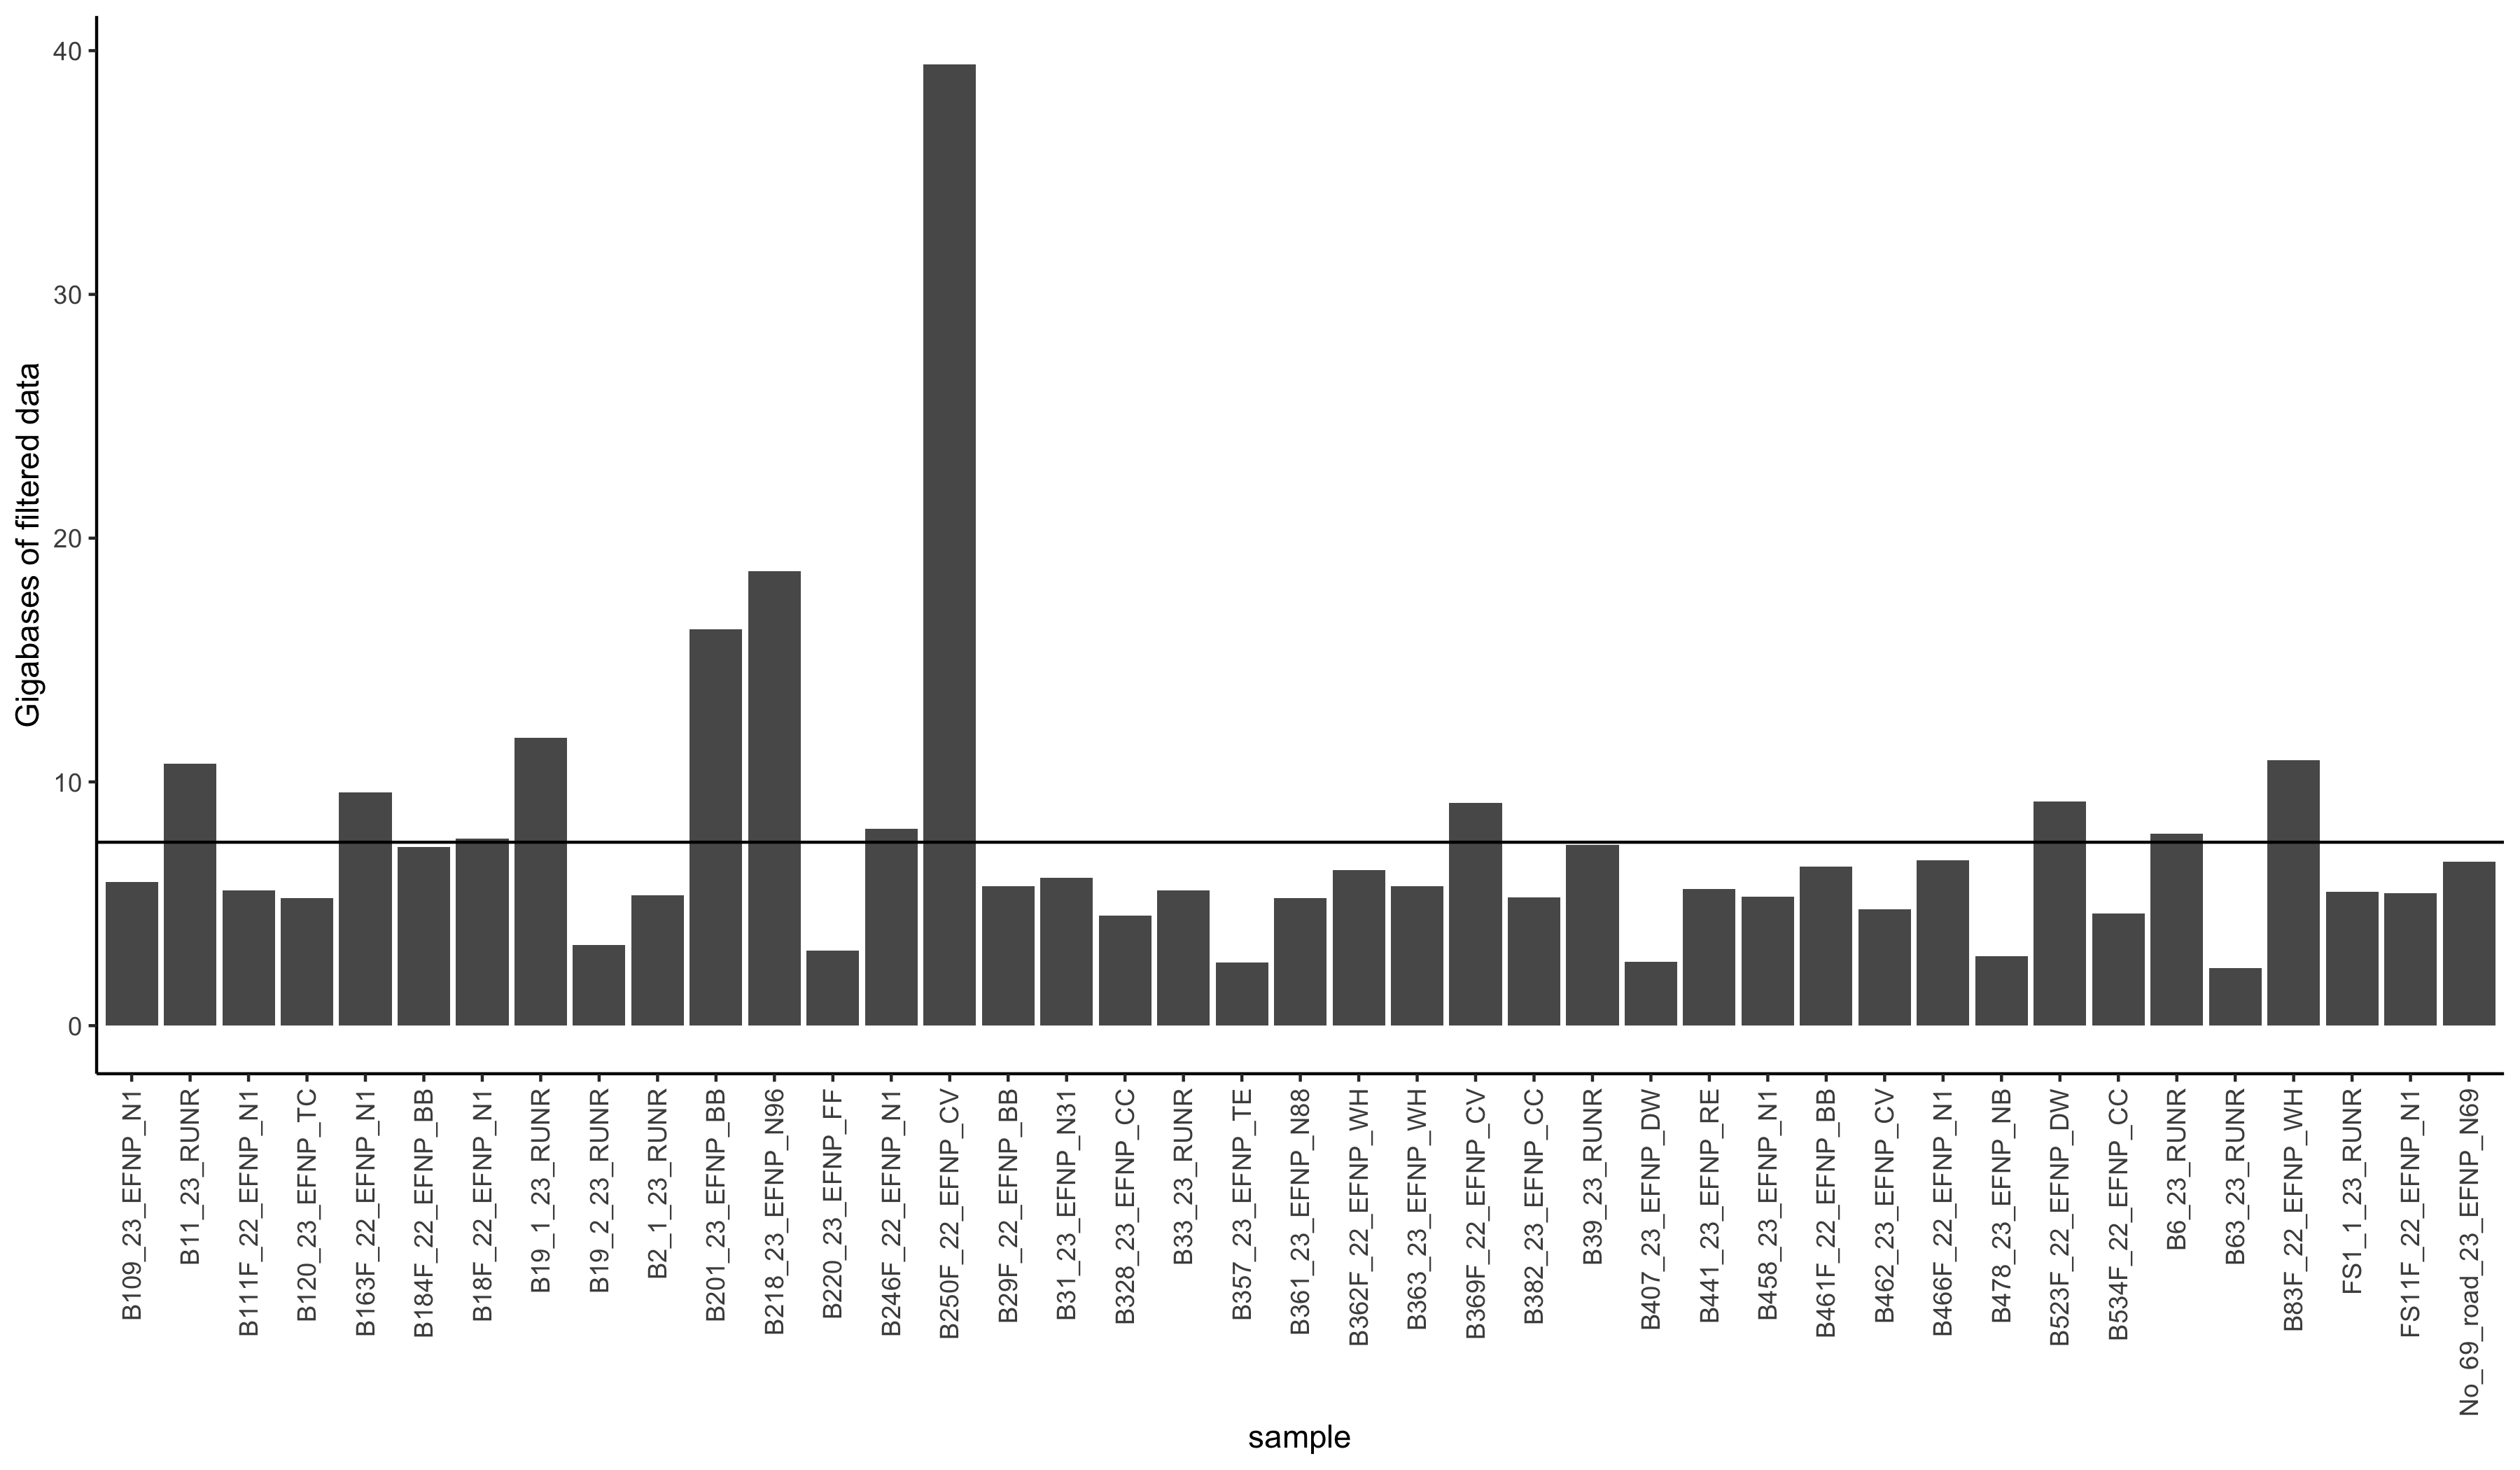 Gigabases of filtered data
40
30
20
10
0
B109_23_EFNP_N1
B11_23_RUNR
B111F_22_EFNP_N1
B120_23_EFNP_TC
B163F_22_EFNP_N1
B184F_22_EFNP_BB
B18F_22_EFNP_N1
B19_1_23_RUNR
B19_2_23_RUNR
B2_1_23_RUNR
B201_23_EFNP_BB
B218_23_EFNP_N96
B220_23_EFNP_FF
B246F_22_EFNP_N1
B250F_22_EFNP_CV
B29F_22_EFNP_BB
B31_23_EFNP_N31
B328_23_EFNP_CC
B33_23_RUNR
B357_23_EFNP_TE
B361_23_EFNP_N88
B362F_22_EFNP_WH
B363_23_EFNP_WH
B369F_22_EFNP_CV
B382_23_EFNP_CC
B39_23_RUNR
B407_23_EFNP_DW
B441_23_EFNP_RE
B458_23_EFNP_N1
B461F_22_EFNP_BB
B462_23_EFNP_CV
B466F_22_EFNP_N1
B478_23_EFNP_NB
B523F_22_EFNP_DW
B534F_22_EFNP_CC
B6_23_RUNR
B63_23_RUNR
B83F_22_EFNP_WH
FS1_1_23_RUNR
FS11F_22_EFNP_N1
No_69_road_23_EFNP_N69
sample